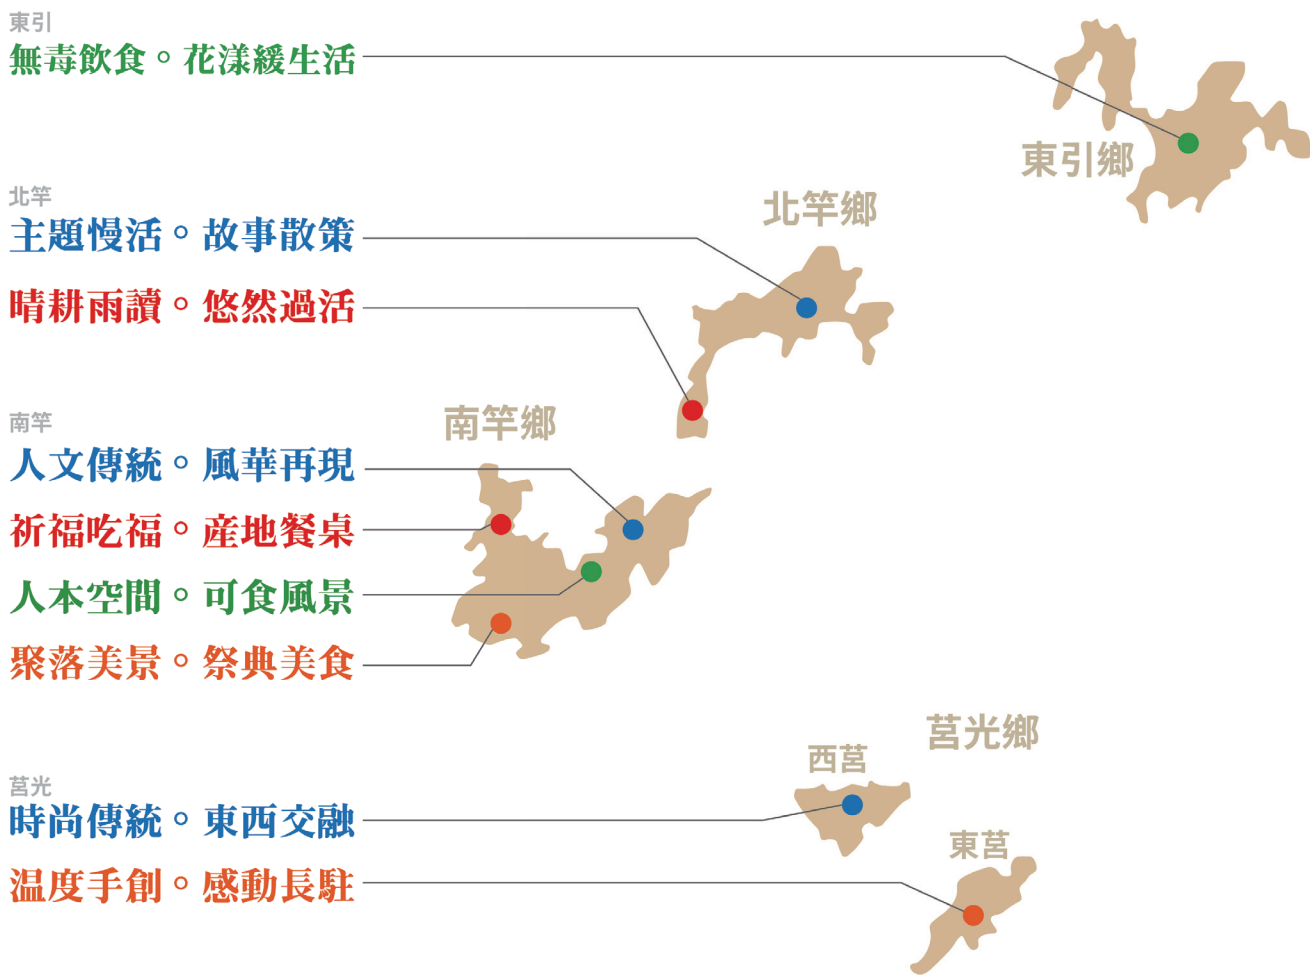 東引
無毒飲食。花漾緩生活
東引鄉
北竿
主題慢活。故事散策
北竿鄉
晴耕雨讀。悠然過活
南竿
南竿鄉
人文傳統。風華再現
祈福吃福。産地餐桌
人本空間。可食風景
聚落美景。祭典美食
莒光鄉
西莒
莒光
時尚傳統。東西交融
東莒
温度手創。感動長駐